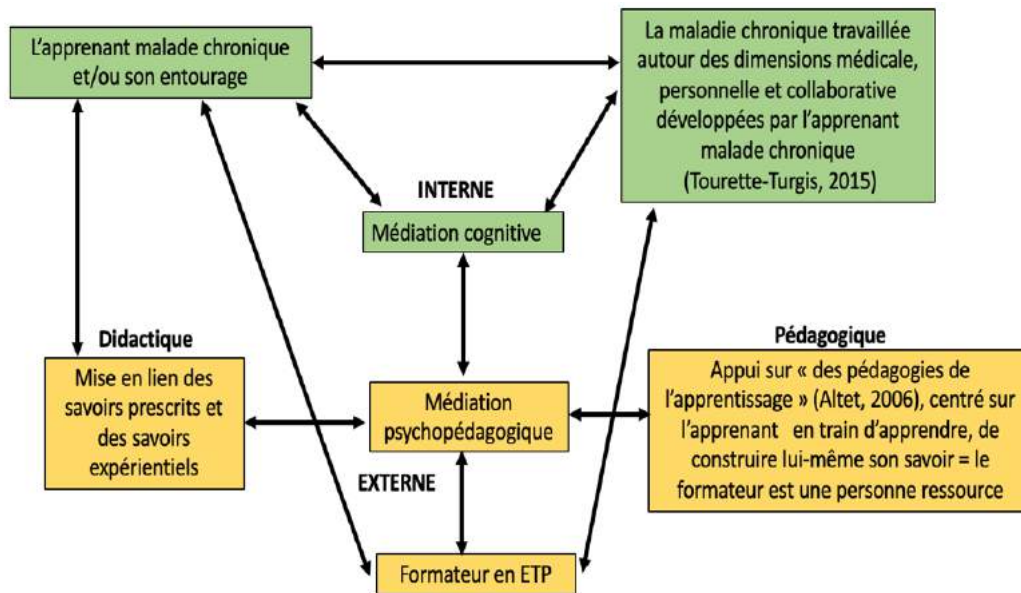 L'apprenant malade chronique
et/ou son entourage
La maladie chronique travaillée
autour des dimensions médicale,
personnelle et collaborative
développées par l'apprenant
malade chronique
(Tourette-Turgis, 2015)
INTERNE
Médiation cognitive
Didactique
Mise en lien des
savoirs prescrits et
des savoirs
expérientiels
Médiation
psychopédagogique
Pédagogique
Appui sur « des pédagogies de
l'apprentissage » (Altet, 2006), centré sur
l'apprenant en train d'apprendre, de
construire lui-même son savoir = le
formateur est une personne ressource
EXTERNE
Formateur en ETP